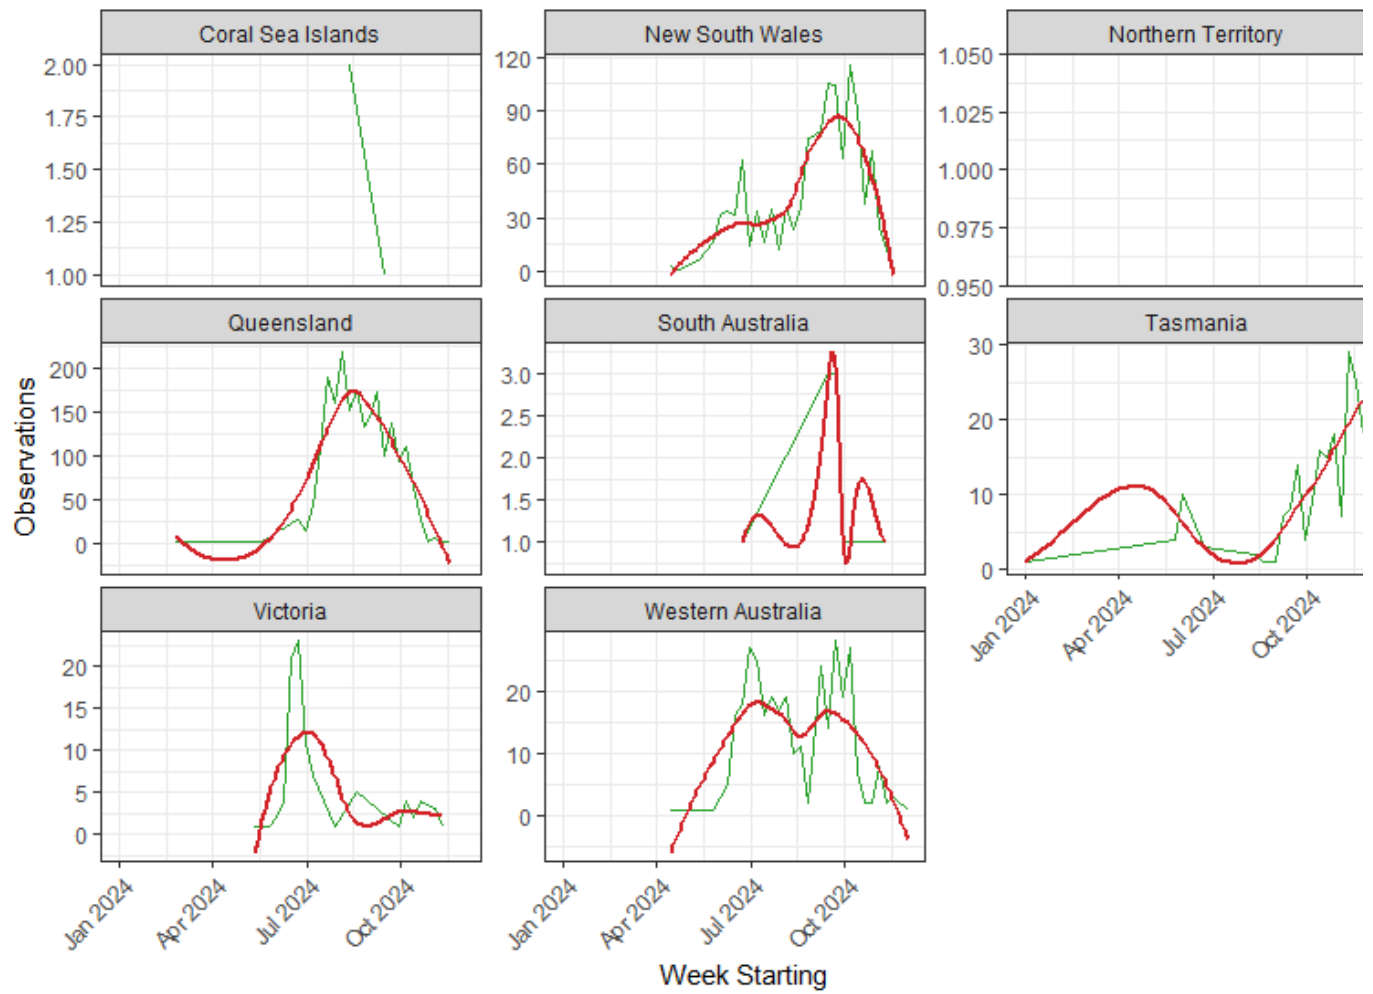 Coral Sea Islands
New South Wales
Northern Territory
2.00
1.75
1.50
1.25
1.00
120
90
60
30
0
1.050
1.025
1.000
0.975
0.950
Queensland
South Australia
Tasmania
Observations
200
150
100
50
0
3.0
2.5
2.0
1.5
1.0
30
20
10
0
Jan 2024
Apr 2024
Jul 2024
Oct 2024
Victoria
Western Australia
20
15
10
5
0
20
10
0
Jan 2024
Apr 2024
Jul 2024
Oct 2024
Jan 2024
Apr 2024
Jul 2024
Oct 2024
Week Starting